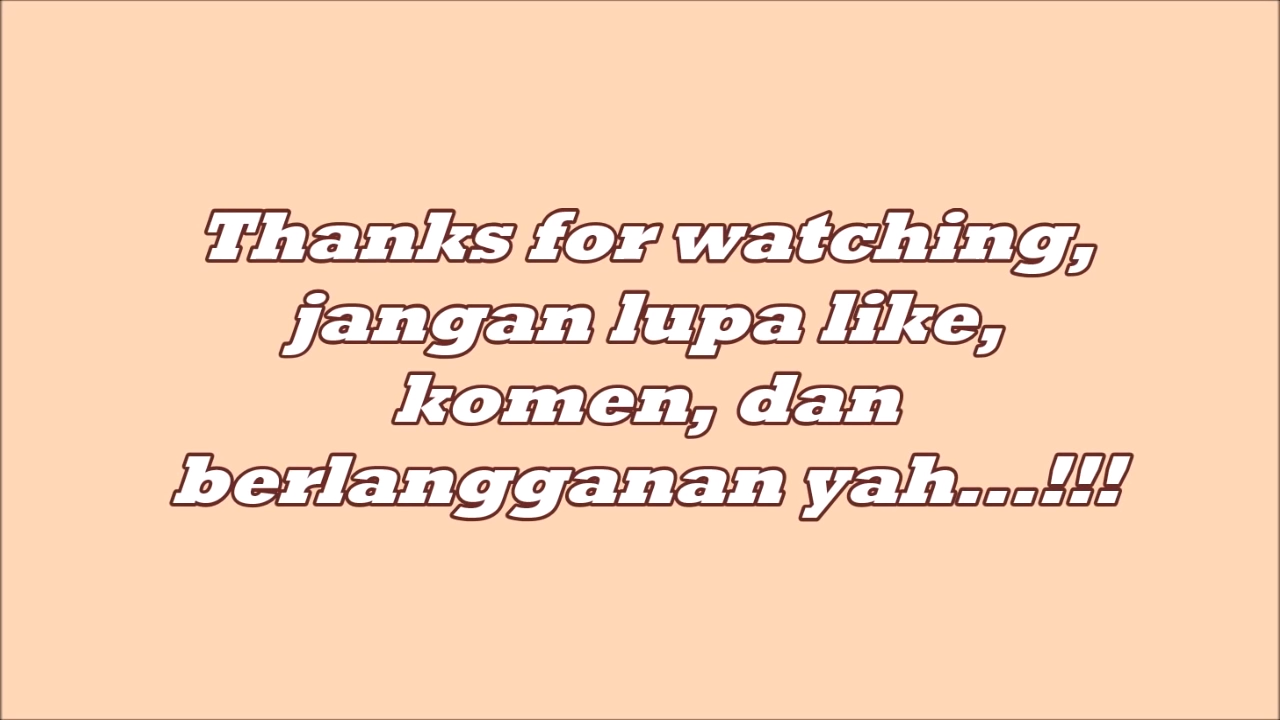 Thanks for watching,
jangan lupa like,
komen, dan
berlangganan yah...!!!